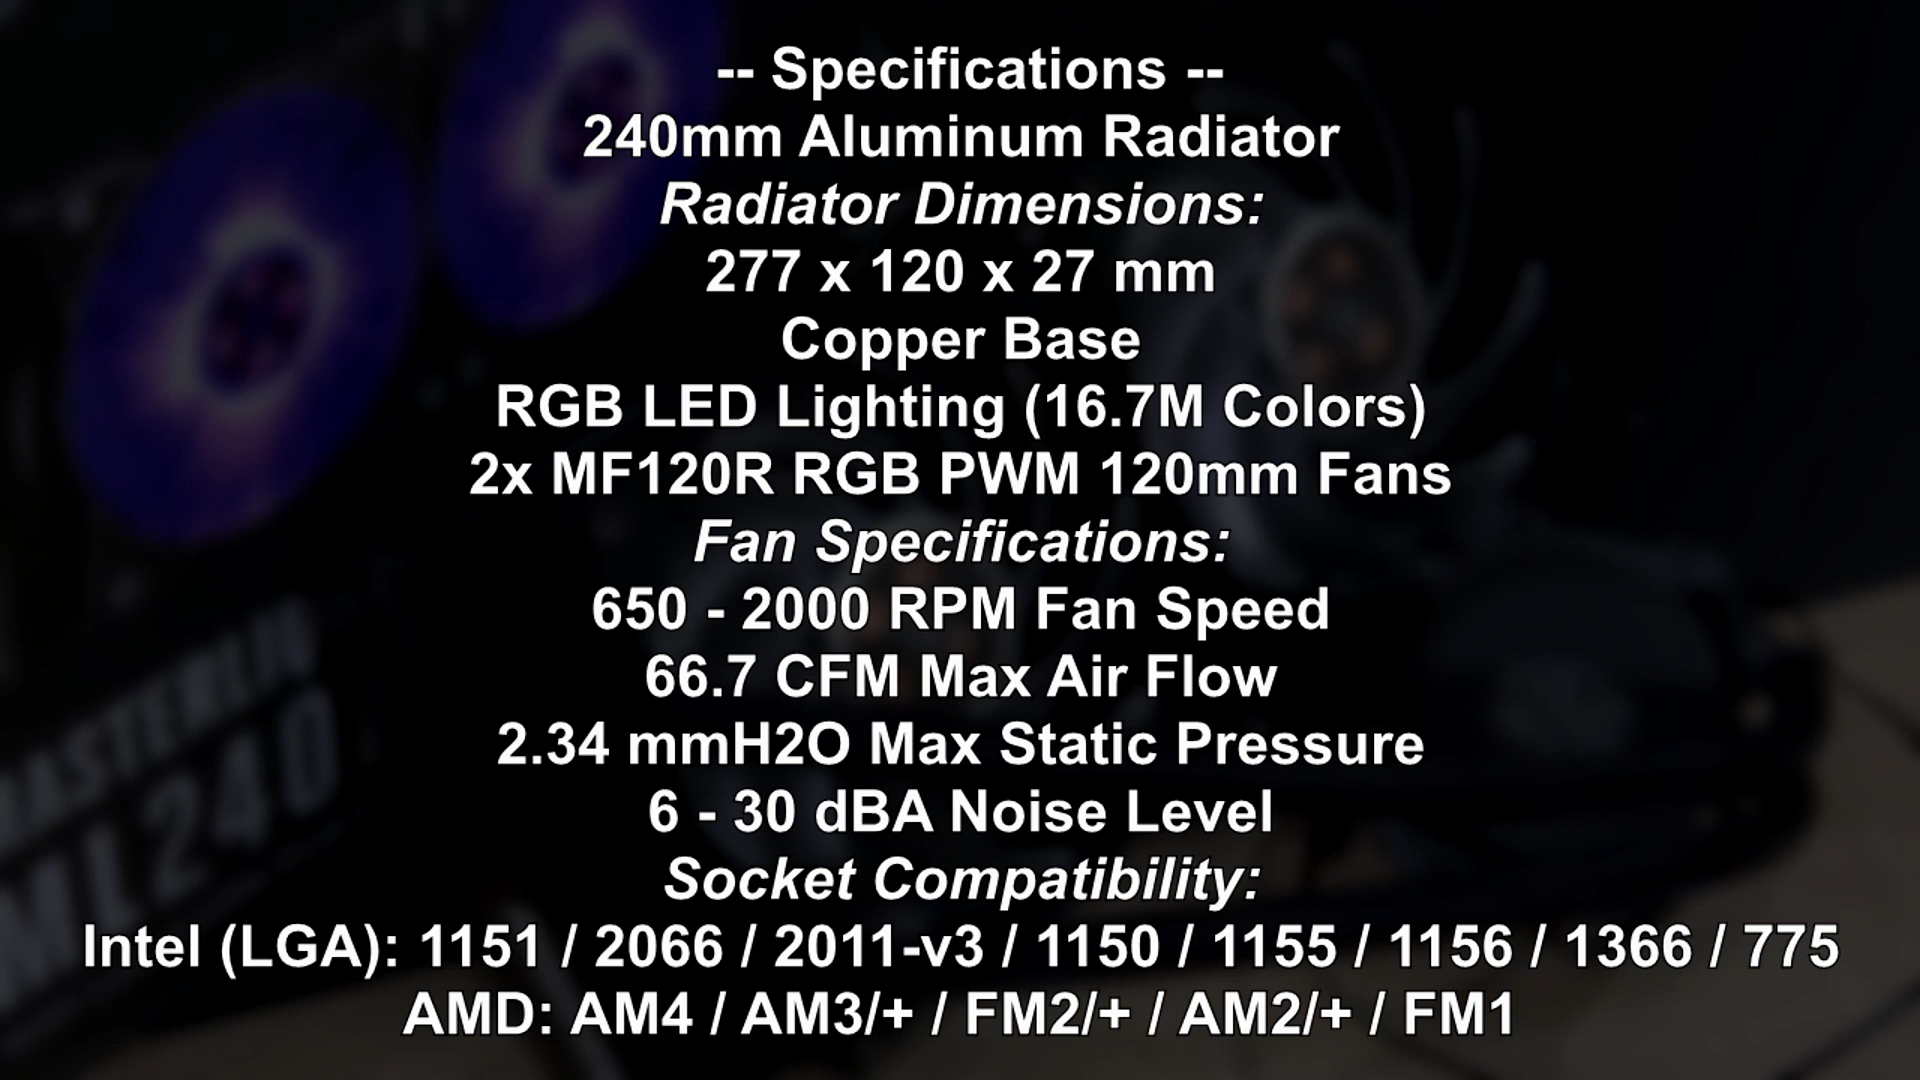 -- Specifications --
240mm Aluminum Radiator
Radiator Dimensions:
277 x 120 x 27 mm
Copper Base
RGB LED Lighting (16.7M Colors)
2x MF120R RGB PWM 120mm Fans
Fan Specifications:
650 - 2000 RPM Fan Speed
66.7 CFM Max Air Flow
2.34 mmH2O Max Static Pressure
6 - 30 dBA Noise Level
Socket Compatibility:
Intel (LGA): 1151 / 2066 / 2011-v3 / 1150 / 1155 / 1156 / 1366 / 775
AMD: AM4 / AM3/+ / FM2/+ / AM2/+ / FM1
ML240